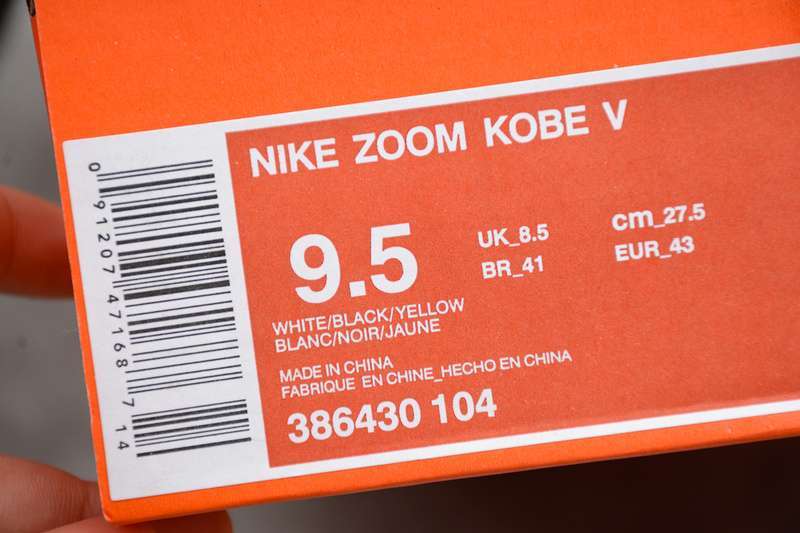 NIKE ZOOM KOBE V
9.5
UK_8.5
cm_27.5
BR_41
EUR_43
WHITE/BLACK/YELLOW
BLANC/NOIR/JAUNE
MADE IN CHINA
FABRIQUE EN CHINE_HECHO EN CHINA
386430 104
0 91207 47168 7 14